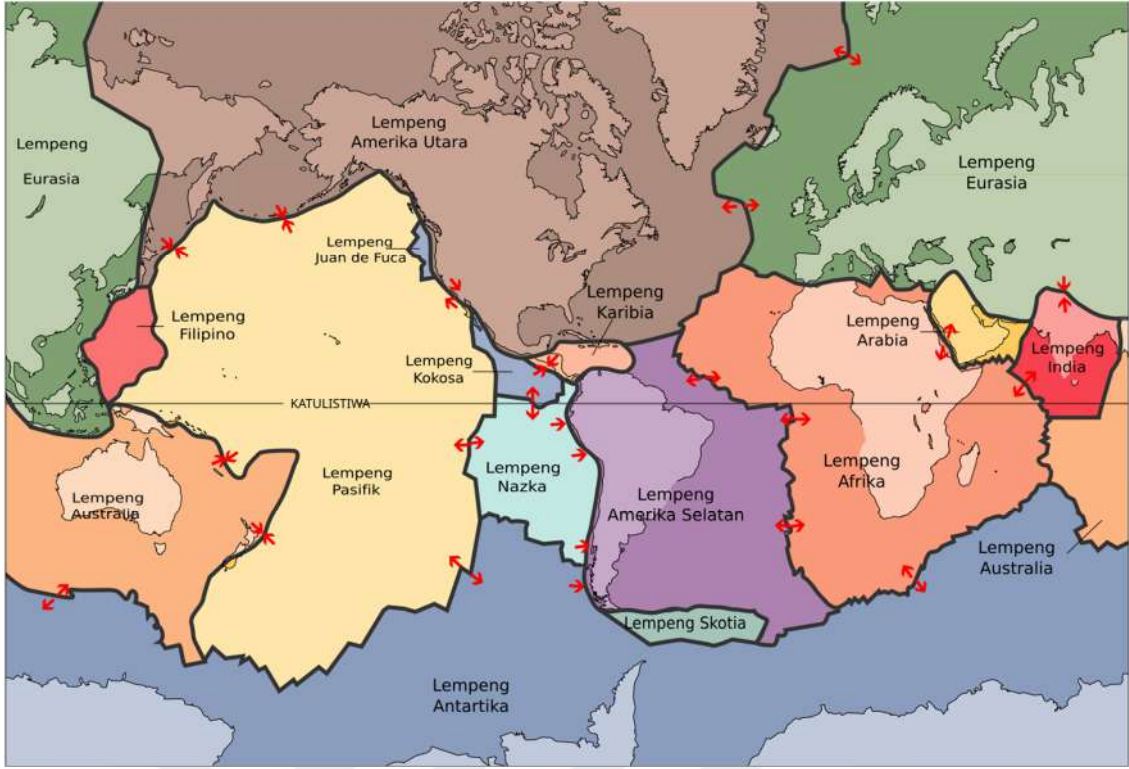 Lempeng
Amerika Utara
Lempeng
Eurasia
Lempeng
Eurasia
Lempeng
Juan de Fuca
Lempeng
Karibia
Lempeng
Filipino
Lempeng
Arabia
Lempeng
India
Lempeng
Kokosa
KATULISTIWA
Lempeng
Pasifik
Lempeng
Nazka
Lempeng
Afrika
Lempeng
Australia
Lempeng
Amerika Selatan
Lempeng
Australia
Lempeng Skotia
Lempeng
Antartika